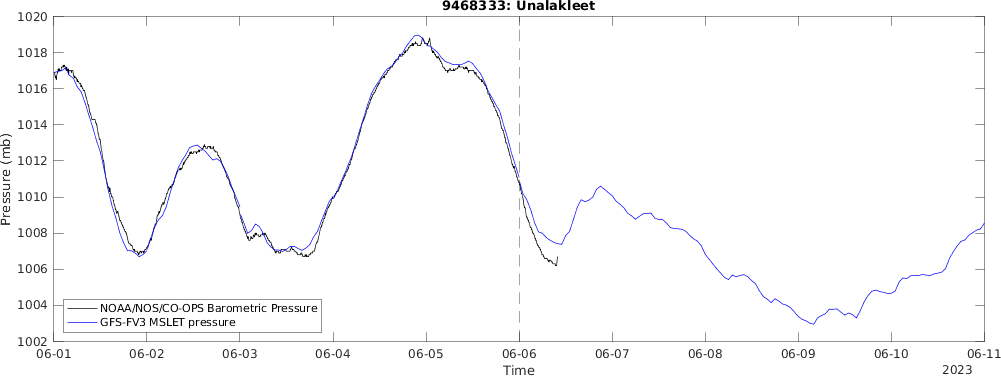 9468333: Unalakleet
1020
1018
1016
1014
1012
1010
1008
1006
1004
1002
Pressure (mb)
NOAA/NOS/CO-OPS Barometric Pressure
GFS-FV3 MSLET pressure
06-01 06-02 06-03 06-04 06-05 06-06 06-07 06-08 06-09 06-10 06-11
Time
2023